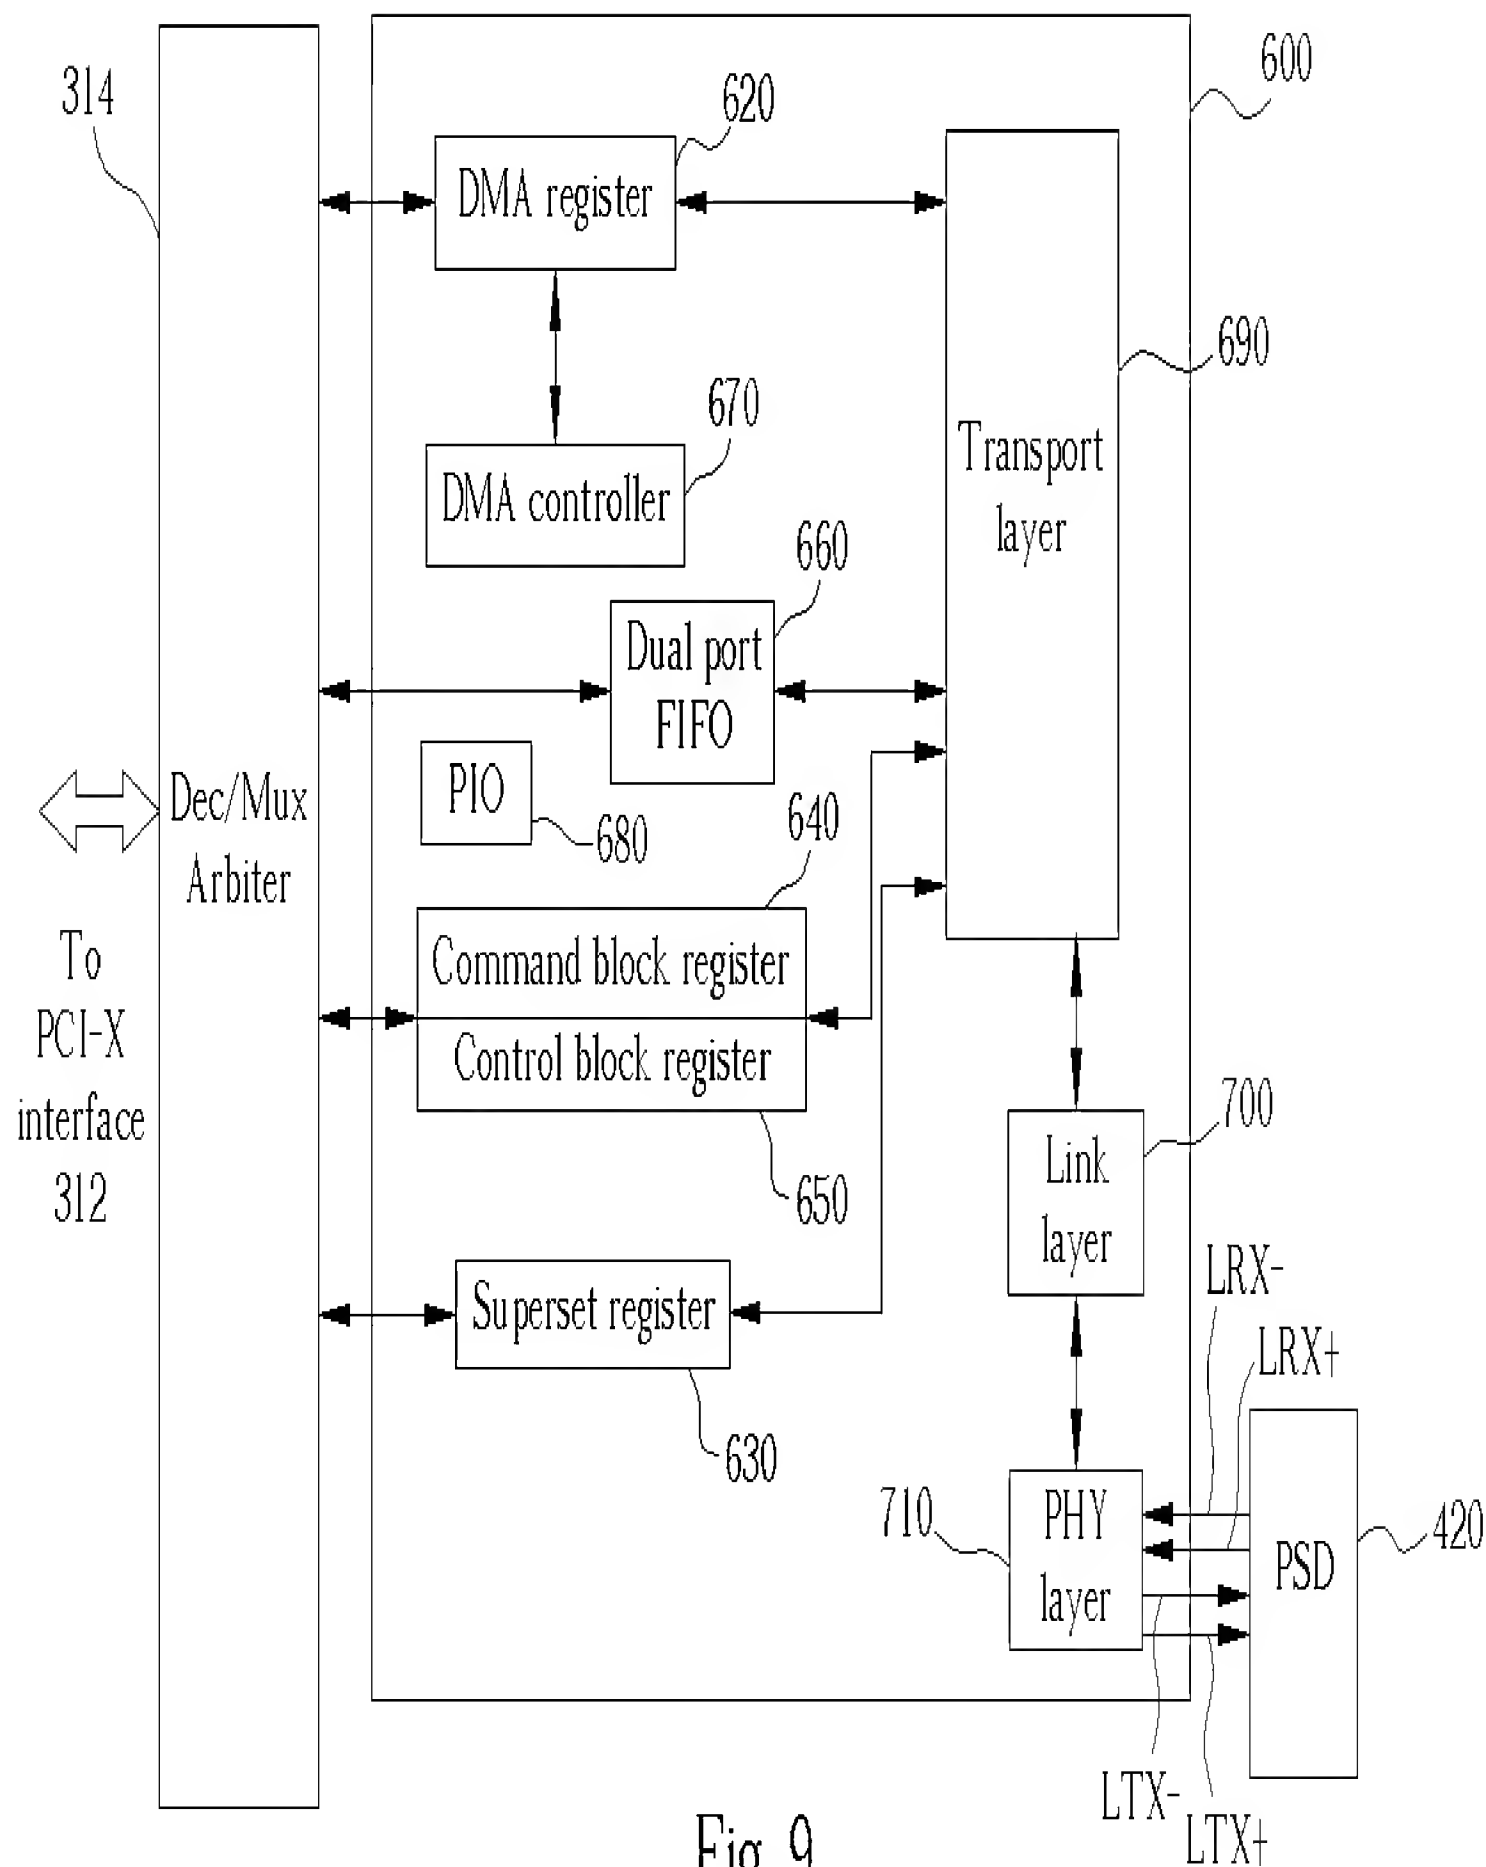 314
600
620
DMA register
690
670
Transport
layer
DMA controller
660
Dual port
FIFO
PIO
680
640
Dec/Mux
Arbiter
To
PCI-X
interface
312
Command block register
Control block register
650
700
Link
layer
LRX-
LRX+
Superset register
630
710
PHY
layer
PSD
420
LTX-
LTX+
Fig. 9